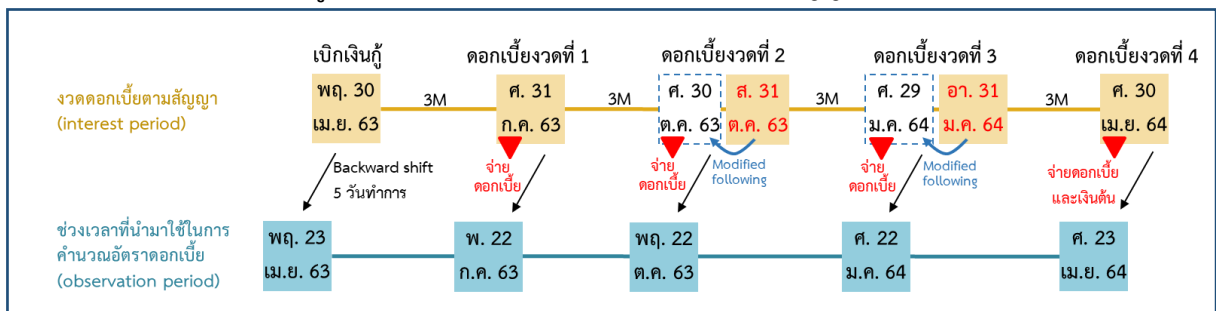 เบิกเงินกู้
ดอกเบี้ยงวดที่ 1
ดอกเบี้ยงวดที่ 2
ดอกเบี้ยงวดที่ 3
ดอกเบี้ยงวดที่ 4
งวดดอกเบี้ยตามสัญญา
(interest period)
พฤ. 30
เม.ย. 63
3M
ศ. 31
ก.ค. 63
3M
ศ. 30
ต.ค. 63
ส. 31
ต.ค. 63
3M
ศ. 29
ม.ค. 64
อา. 31
ม.ค. 64
3M
ศ. 30
เม.ย. 64
Backward shift
5 วันทำการ
จ่าย
ดอกเบี้ย
จ่าย
ดอกเบี้ย
Modified
following
จ่าย
ดอกเบี้ย
Modified
following
จ่ายดอกเบี้ย
และเงินต้น
ช่วงเวลาที่นำมาใช้ในการ
คำนวณอัตราดอกเบี้ย
(observation period)
พฤ. 23
เม.ย. 63
พ. 22
ก.ค. 63
พฤ. 22
ต.ค. 63
ศ. 22
ม.ค. 64
ศ. 23
เม.ย. 64